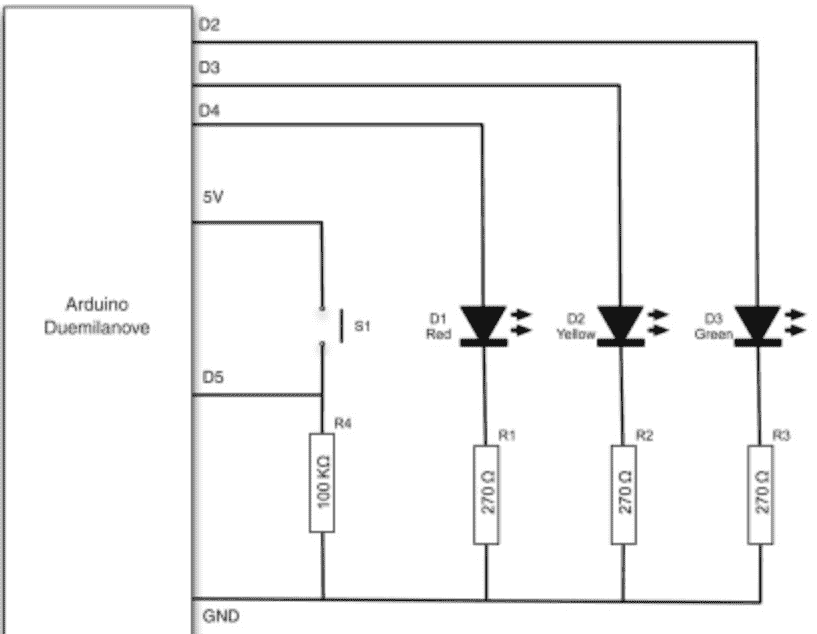 D2
D3
D4
5V
Arduino
Duemilanove
S1
D1
Red
D2
Yellow
D3
Green
D5
R4
100 KΩ
R1
270 Ω
R2
270 Ω
R3
270 Ω
GND